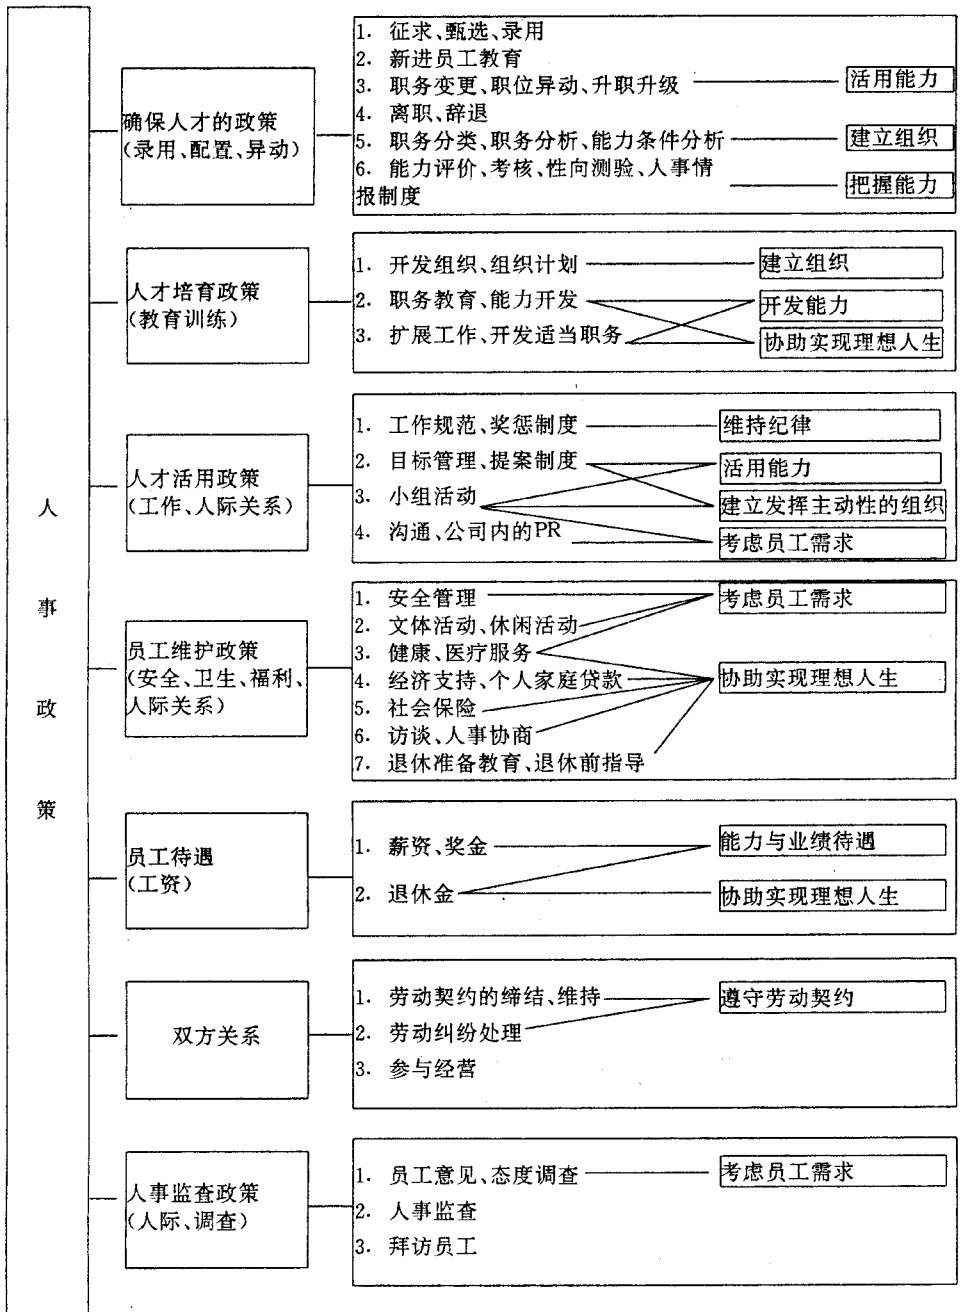 人
事
政
策
确保人才的政策
(录用、配置、异动)
1. 征求、甄选、录用
2. 新进员工教育
3. 职务变更、职位异动、升职升级
4. 离职、辞退
5. 职务分类、职务分析、能力条件分析
6. 能力评价、考核、性向测验、人事情
报制度
活用能力
建立组织
把握能力
人才培育政策
(教育训练)
1. 开发组织、组织计划
2. 职务教育、能力开发
3. 扩展工作、开发适当职务
建立组织
开发能力
协助实现理想人生
人才活用政策
(工作、人际关系)
1. 工作规范、奖惩制度
2. 目标管理、提案制度
3. 小组活动
4. 沟通、公司内的PR
维持纪律
活用能力
建立发挥主动性的组织
考虑员工需求
员工维护政策
(安全、卫生、福利、
人际关系)
1. 安全管理
2. 文体活动、休闲活动
3. 健康、医疗服务
4. 经济支持、个人家庭贷款
5. 社会保险
6. 访谈、人事协商
7. 退休准备教育、退休前指导
考虑员工需求
协助实现理想人生
员工待遇
(工资)
1. 薪资、奖金
2. 退休金
能力与业绩待遇
协助实现理想人生
双方关系
1. 劳动契约的缔结、维持
2. 劳动纠纷处理
3. 参与经营
遵守劳动契约
人事监查政策
(人际、调查)
1. 员工意见、态度调查
2. 人事监查
3. 拜访员工
考虑员工需求